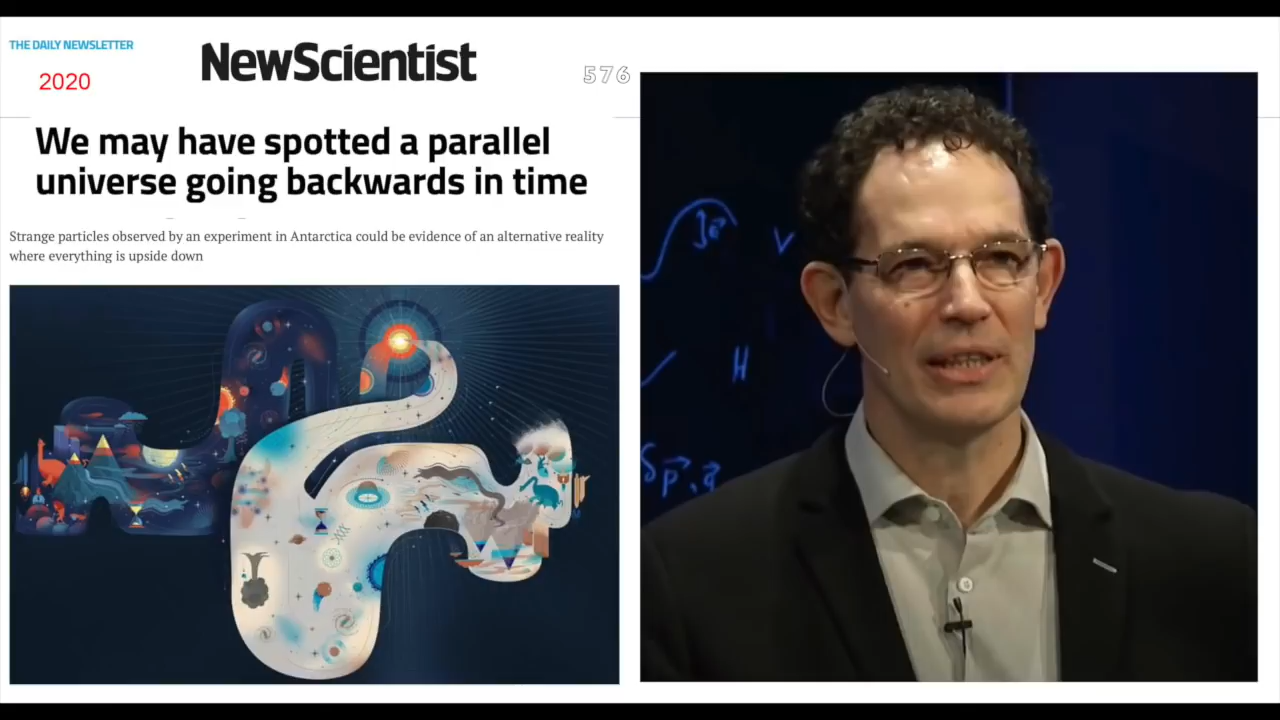 THE DAILY NEWSLETTER
NewScientist
2020
576
We may have spotted a parallel
universe going backwards in time
Strange particles observed by an experiment in Antarctica could be evidence of an alternative reality
where everything is upside down
V
H